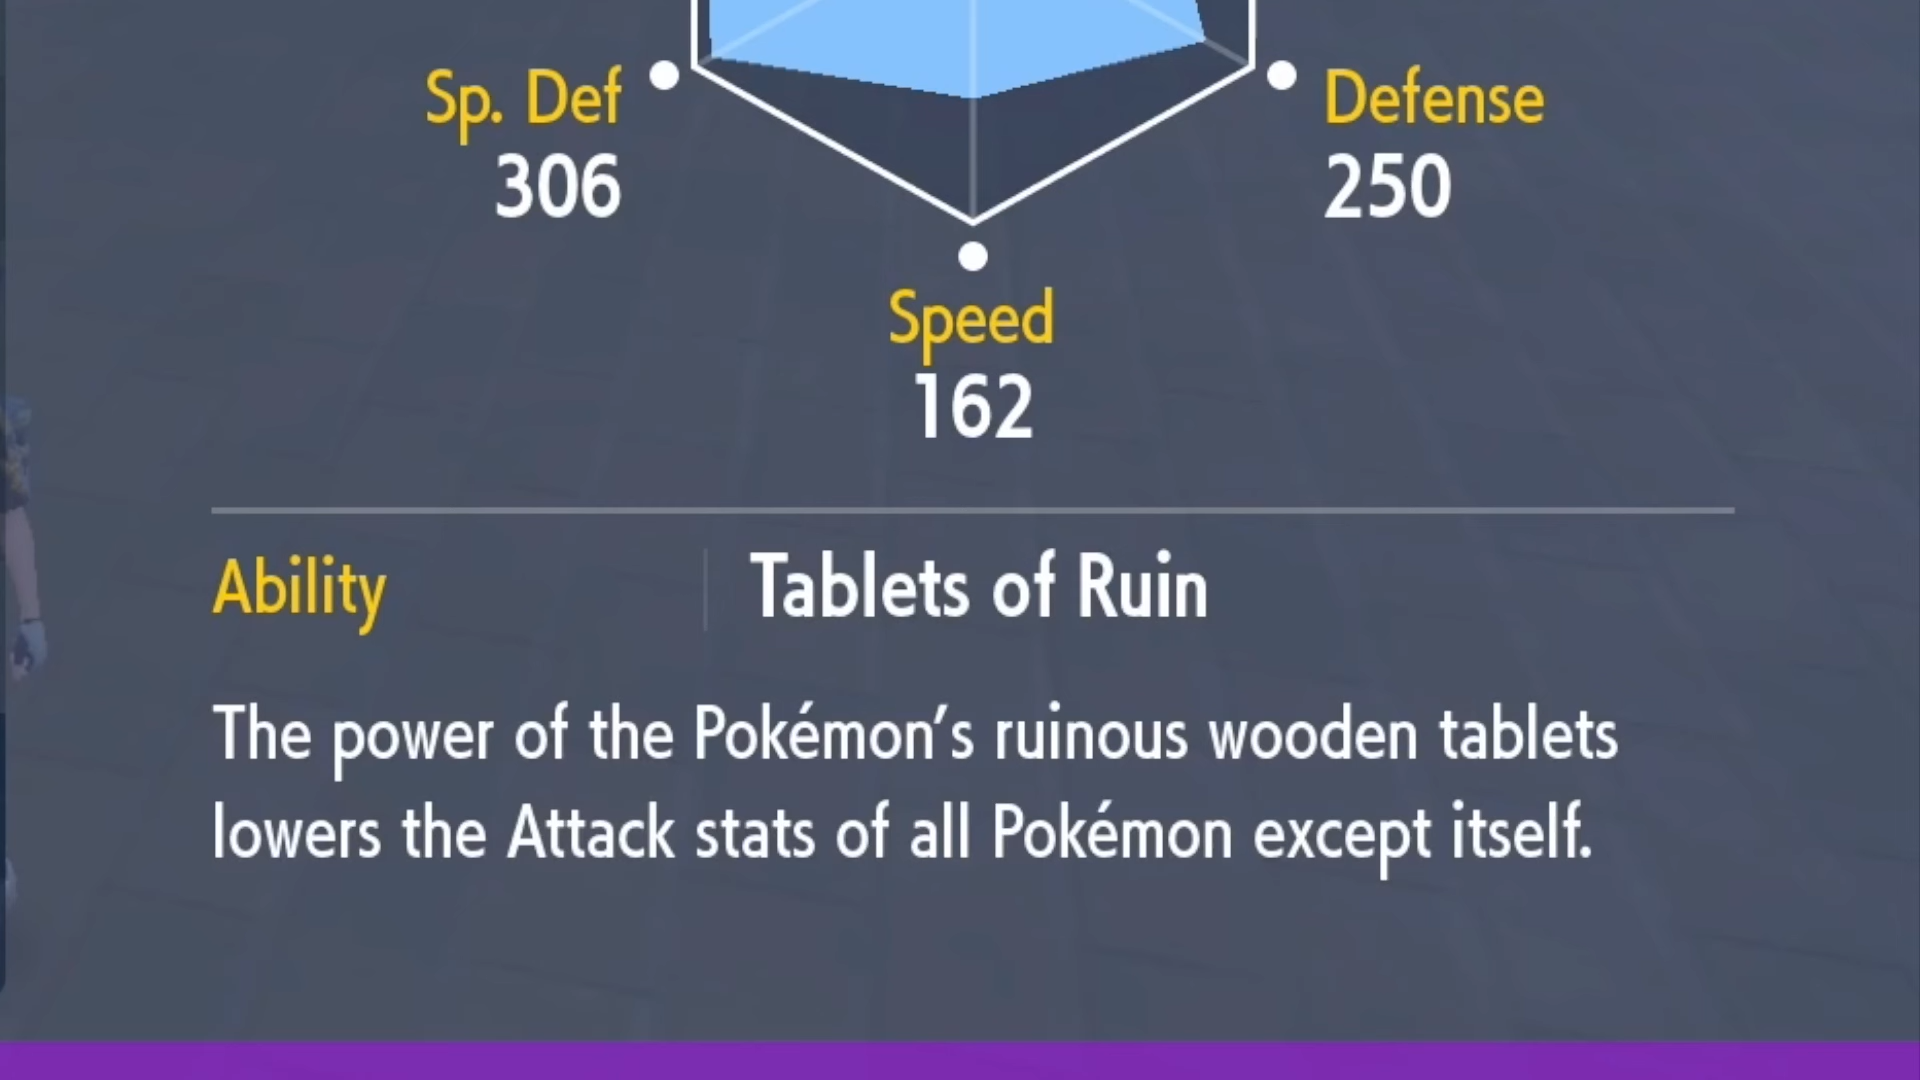 Sp. Def
306
Defense
250
Speed
162
Ability
Tablets of Ruin
The power of the Pokémon's ruinous wooden tablets
lowers the Attack stats of all Pokémon except itself.